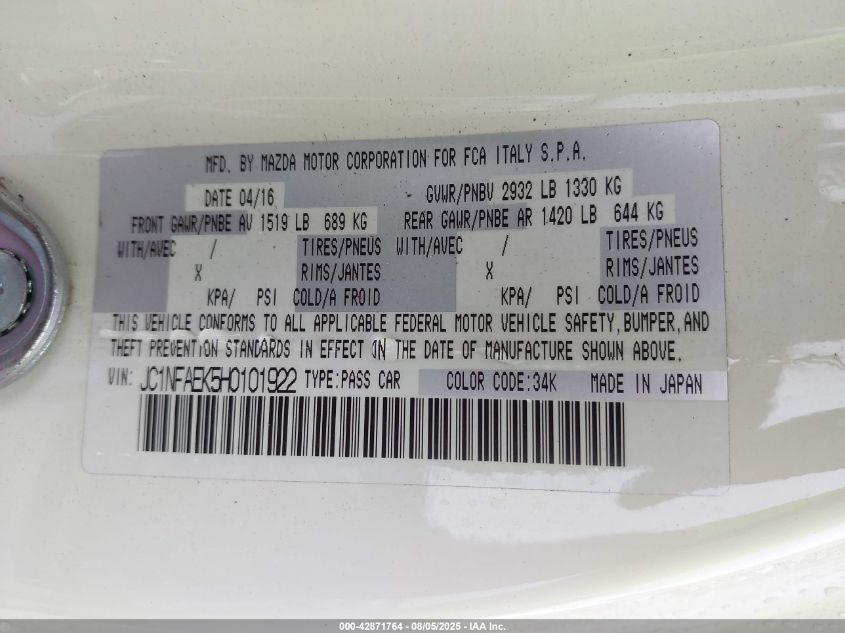 MFD. BY MAZDA MOTOR CORPORATION FOR FCA ITALY S.P.A.
DATE 04/16 GVWR/PNBV 2932 LB 1330 KG
FRONT GAWR/PNBE AV 1519 LB 689 KG REAR GAWR/PNBE AR 1420 LB 644 KG
WITH/AVEC / TIRES/PNEUS WITH/AVEC / TIRES/PNEUS
X RIMS/JANTES X RIMS/JANTES
KPA/ PSI COLD/A FROID KPA/ PSI COLD/A FROID
THIS VEHICLE CONFORMS TO ALL APPLICABLE FEDERAL MOTOR VEHICLE SAFETY, BUMPER, AND
THEFT PREVENTION STANDARDS IN EFFECT ON THE DATE OF MANUFACTURE SHOWN ABOVE.
VIN: JC1NFAEK5H0101922 TYPE:PASS CAR COLOR CODE:34K MADE IN JAPAN
000-42871764 - 08/05/2025 - IAA Inc.